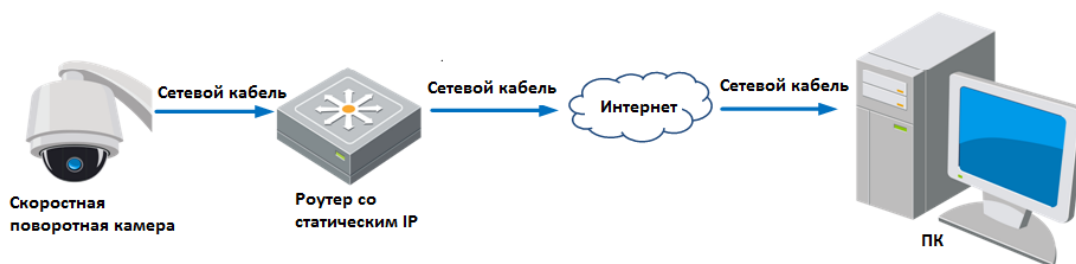 Сетевой кабель
Сетевой кабель
Сетевой кабель
Интернет
Скоростная
поворотная камера
Роутер со
статическим IP
ПК